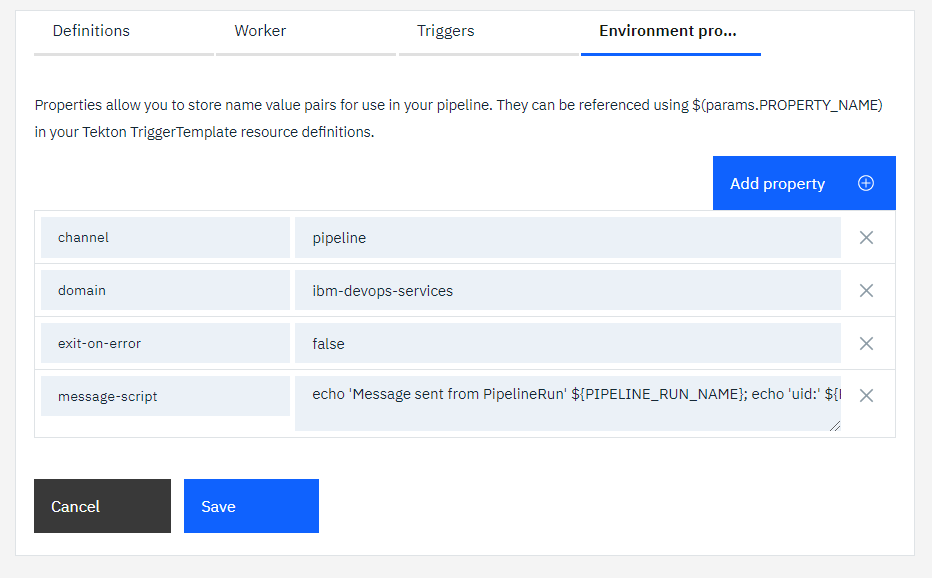 Definitions Worker Triggers Environment pro...
Properties allow you to store name value pairs for use in your pipeline. They can be referenced using $(params.PROPERTY_NAME)
in your Tekton TriggerTemplate resource definitions.
Add property
channel pipeline
domain ibm-devops-services
exit-on-error false
message-script echo 'Message sent from PipelineRun' ${PIPELINE_RUN_NAME}; echo 'uid:' ${
Cancel Save